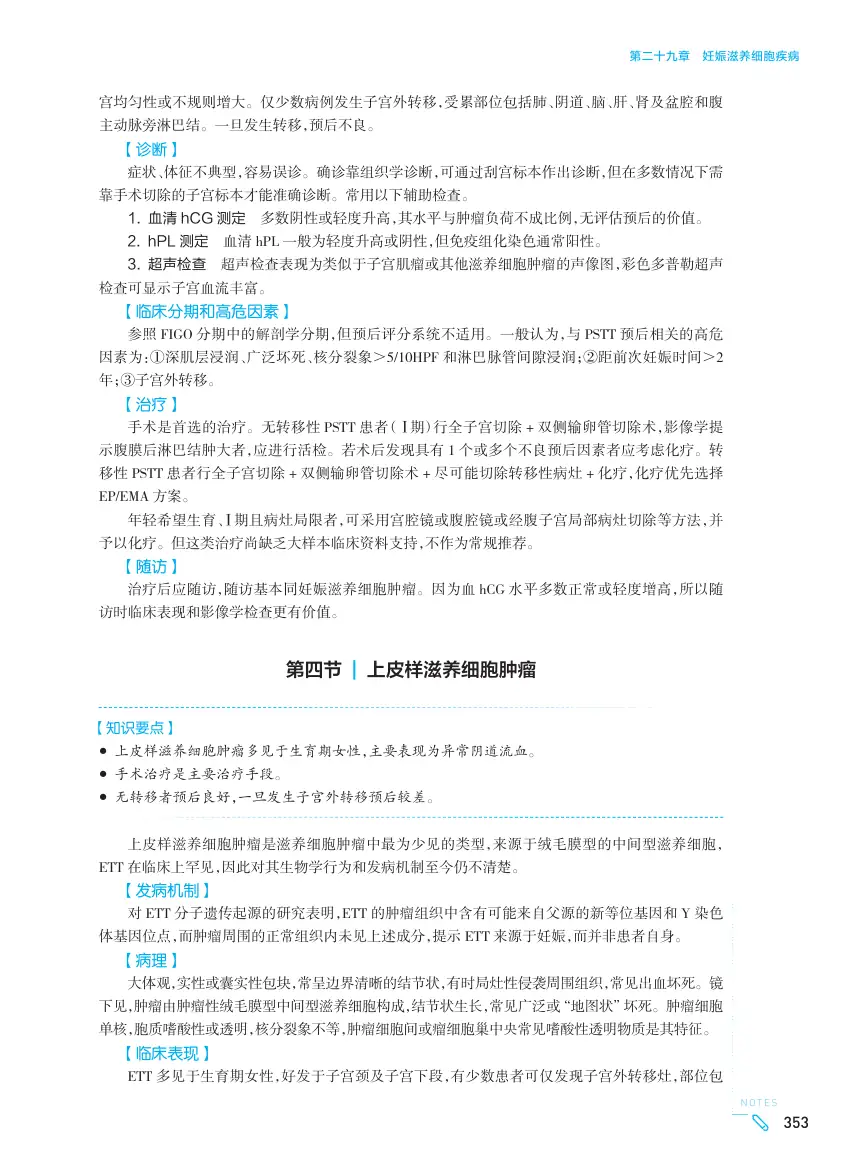 第二十九章　妊娠滋养细胞疾病
宫均匀性或不规则增大。仅少数病例发生子宫外转移，受累部位包括肺、阴道、脑、肝、肾及盆腔和腹
主动脉旁淋巴结。一旦发生转移，预后不良。
【诊断】
症状、体征不典型，容易误诊。确诊靠组织学诊断，可通过刮宫标本作出诊断，但在多数情况下需
靠手术切除的子宫标本才能准确诊断。常用以下辅助检查。
1. 血清 hCG 测定　多数阴性或轻度升高，其水平与肿瘤负荷不成比例，无评估预后的价值。
2. hPL 测定　血清 hPL 一般为轻度升高或阴性，但免疫组化染色通常阳性。
3. 超声检查　超声检查表现为类似于子宫肌瘤或其他滋养细胞肿瘤的声像图，彩色多普勒超声
检查可显示子宫血流丰富。
【临床分期和高危因素】
参照 FIGO 分期中的解剖学分期，但预后评分系统不适用。一般认为，与 PSTT 预后相关的高危
因素为：①深肌层浸润、广泛坏死、核分裂象＞5/10HPF 和淋巴脉管间隙浸润；②距前次妊娠时间＞2
年；③子宫外转移。
【治疗】
手术是首选的治疗。无转移性 PSTT 患者（Ⅰ期）行全子宫切除 + 双侧输卵管切除术，影像学提
示腹膜后淋巴结肿大者，应进行活检。若术后发现具有 1 个或多个不良预后因素者应考虑化疗。转
移性 PSTT 患者行全子宫切除 + 双侧输卵管切除术 + 尽可能切除转移性病灶 + 化疗，化疗优先选择
EP/EMA 方案。
年轻希望生育、Ⅰ期且病灶局限者，可采用宫腔镜或腹腔镜或经腹子宫局部病灶切除等方法，并
予以化疗。但这类治疗尚缺乏大样本临床资料支持，不作为常规推荐。
【随访】
治疗后应随访，随访基本同妊娠滋养细胞肿瘤。因为血 hCG 水平多数正常或轻度增高，所以随
访时临床表现和影像学检查更有价值。
第四节 | 上皮样滋养细胞肿瘤
【知识要点】
● 上皮样滋养细胞肿瘤多见于生育期女性，主要表现为异常阴道流血。
● 手术治疗是主要治疗手段。
● 无转移者预后良好，一旦发生子宫外转移预后较差。
上皮样滋养细胞肿瘤是滋养细胞肿瘤中最为少见的类型，来源于绒毛膜型的中间型滋养细胞，
ETT 在临床上罕见，因此对其生物学行为和发病机制至今仍不清楚。
【发病机制】
对 ETT 分子遗传起源的研究表明，ETT 的肿瘤组织中含有可能来自父源的新等位基因和 Y 染色
体基因位点，而肿瘤周围的正常组织内未见上述成分，提示 ETT 来源于妊娠，而并非患者自身。
【病理】
大体观，实性或囊实性包块，常呈边界清晰的结节状，有时局灶性侵袭周围组织，常见出血坏死。镜
下见，肿瘤由肿瘤性绒毛膜型中间型滋养细胞构成，结节状生长，常见广泛或“地图状”坏死。肿瘤细胞
单核，胞质嗜酸性或透明，核分裂象不等，肿瘤细胞间或瘤细胞巢中央常见嗜酸性透明物质是其特征。
【临床表现】
ETT 多见于生育期女性，好发于子宫颈及子宫下段，有少数患者可仅发现子宫外转移灶，部位包
NOTES
353